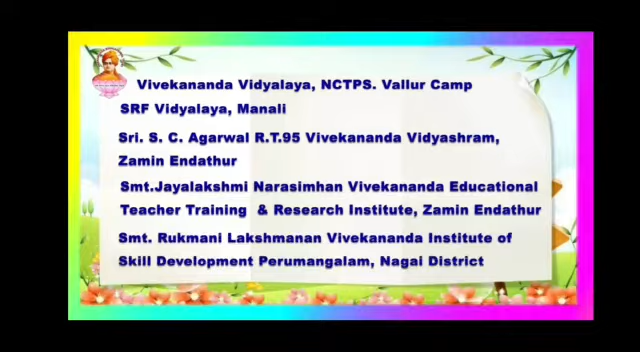 Vivekananda Vidyalaya, NCTPS. Vallur Camp
SRF Vidyalaya, Manali
Sri. S. C. Agarwal R.T.95 Vivekananda Vidyashram,
Zamin Endathur
Smt.Jayalakshmi Narasimhan Vivekananda Educational
Teacher Training & Research Institute, Zamin Endathur
Smt. Rukmani Lakshmanan Vivekananda Institute of
Skill Development Perumangalam, Nagai District